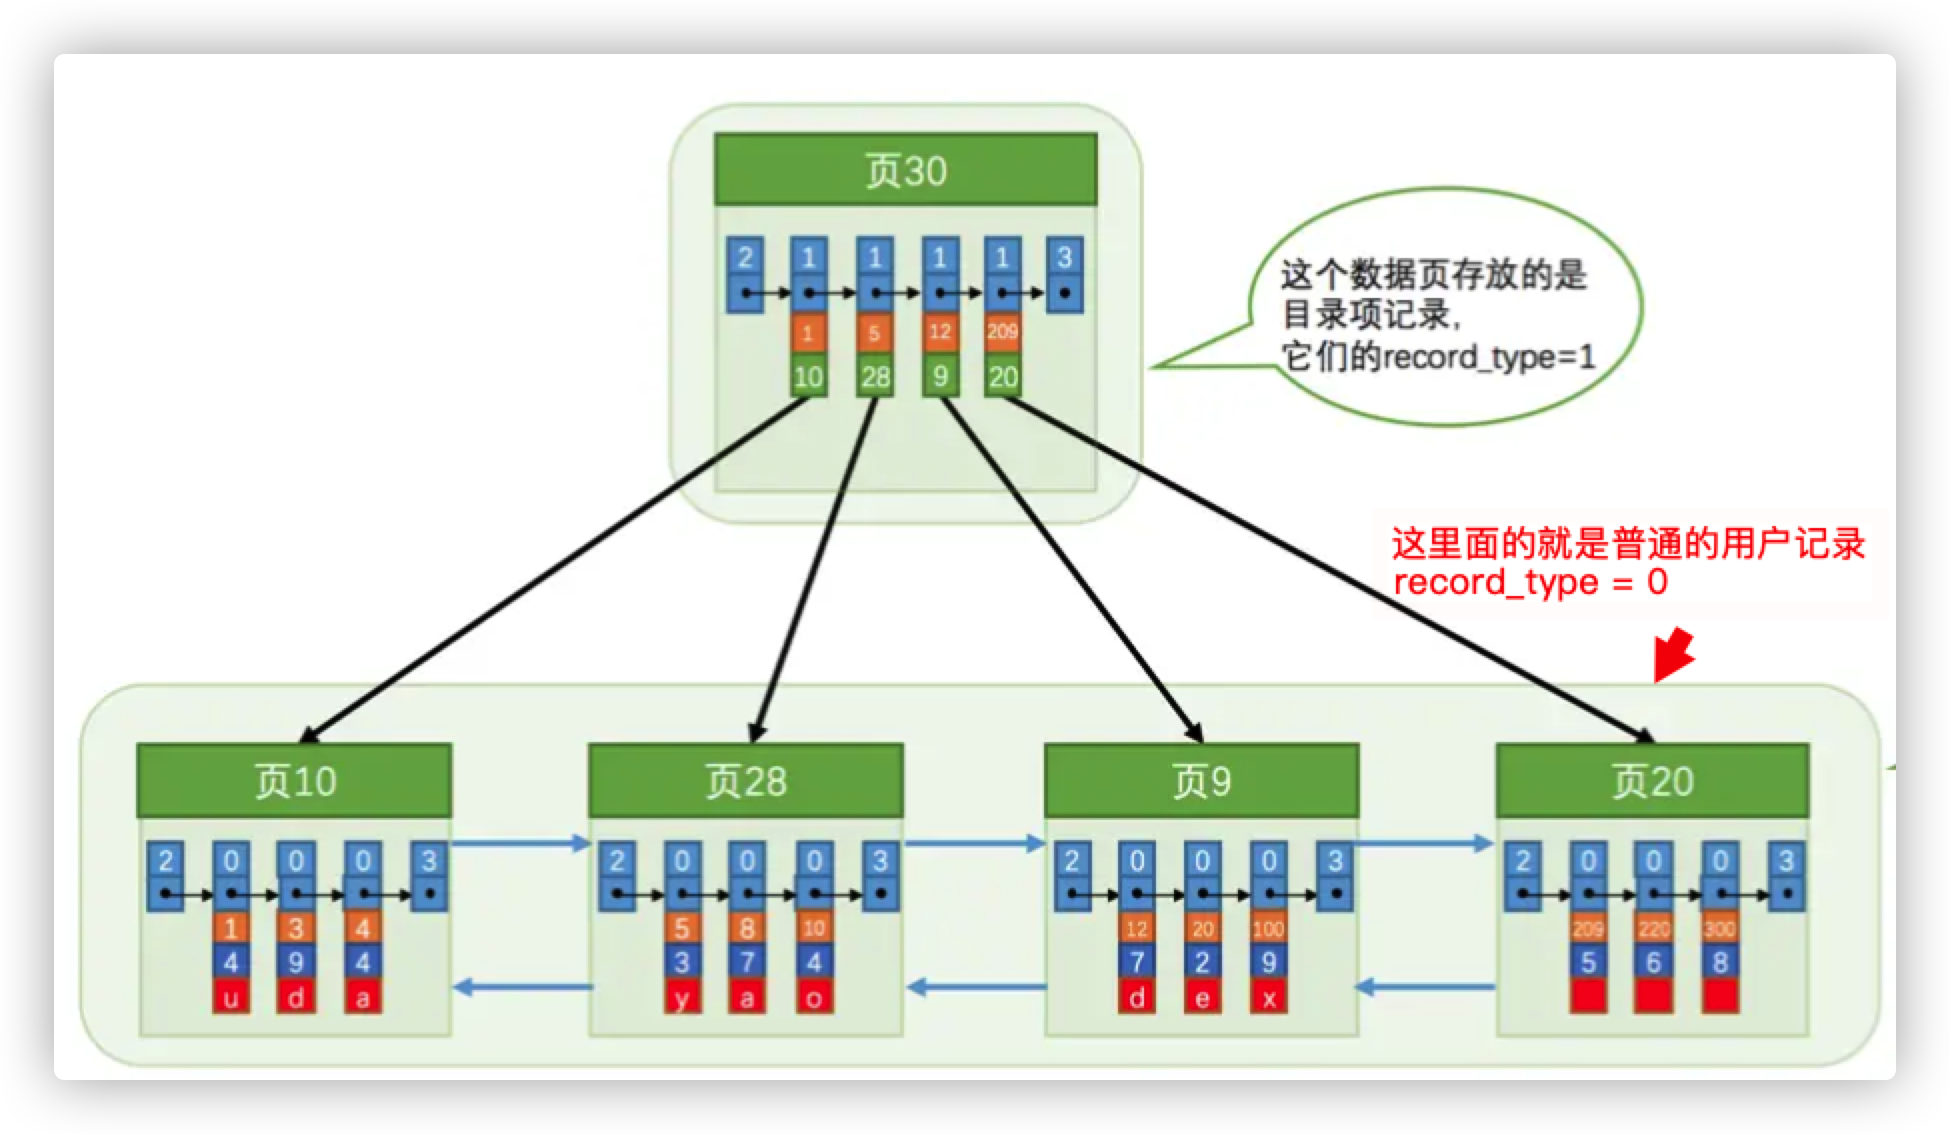 页30
2 1 1 1 1 3
1 5 12 209
10 28 9 20
这个数据页存放的是
目录项记录,
它们的record_type=1
这里面的就是普通的用户记录
record_type = 0
页10
2 0 0 0 3
1 3 4
4 9 4
u d a
页28
2 0 0 0 3
5 8 10
3 7 4
y a o
页9
2 0 0 0 3
12 20 100
7 2 9
d e x
页20
2 0 0 0 3
209 220 300
5 6 8